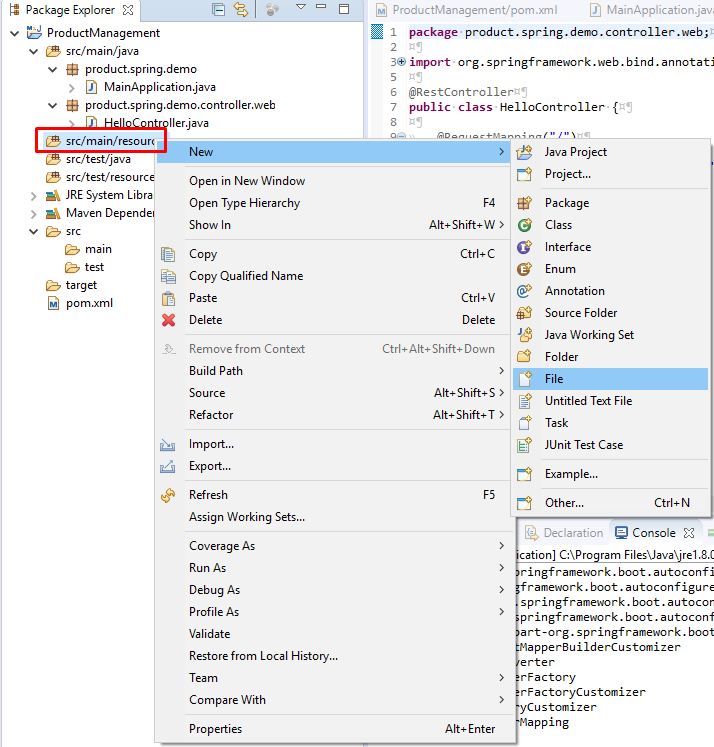 Package Explorer
ProductManagement
src/main/java
product.spring.demo
MainApplication.java
product.spring.demo.controller.web
HelloController.java
src/main/resourc
src/test/java
src/test/resource
JRE System Libra
Maven Depender
src
main
test
target
pom.xml
New
Open in New Window
Open Type Hierarchy F4
Show In Alt+Shift+W
Copy Ctrl+C
Copy Qualified Name
Paste Ctrl+V
Delete Delete
Remove from Context Ctrl+Alt+Shift+Down
Build Path
Source Alt+Shift+S
Refactor Alt+Shift+T
Import...
Export...
Refresh F5
Assign Working Sets...
Coverage As
Run As
Debug As
Profile As
Validate
Restore from Local History...
Team
Compare With
Properties Alt+Enter
ProductManagement/pom.xml MainApplication.java
1 package product.spring.demo.controller.web;¤¶
2 ¤¶
3 import org.springframework.web.bind.annotatio
5 ¤¶
6 @RestController¤¶
7 public class HelloController {¤¶
8 ¤¶
9 @RequestMapping("/")¤¶
Java Project
Project...
Package
Class
Interface
Enum
Annotation
Source Folder
Java Working Set
Folder
File
Untitled Text File
Task
JUnit Test Case
Example...
Other... Ctrl+N
Declaration Console
ication] C:\Program Files\Java\jre1.8.0
pringframework.boot.autoconfi
ngframework.boot.autoconfigure
.springframework.boot.autocon
springframework.boot.autoconf
part-org.springframework.boot
tMapperBuilderCustomizer
verter
erFactory
erFactoryCustomizer
ryCustomizer
rMapping